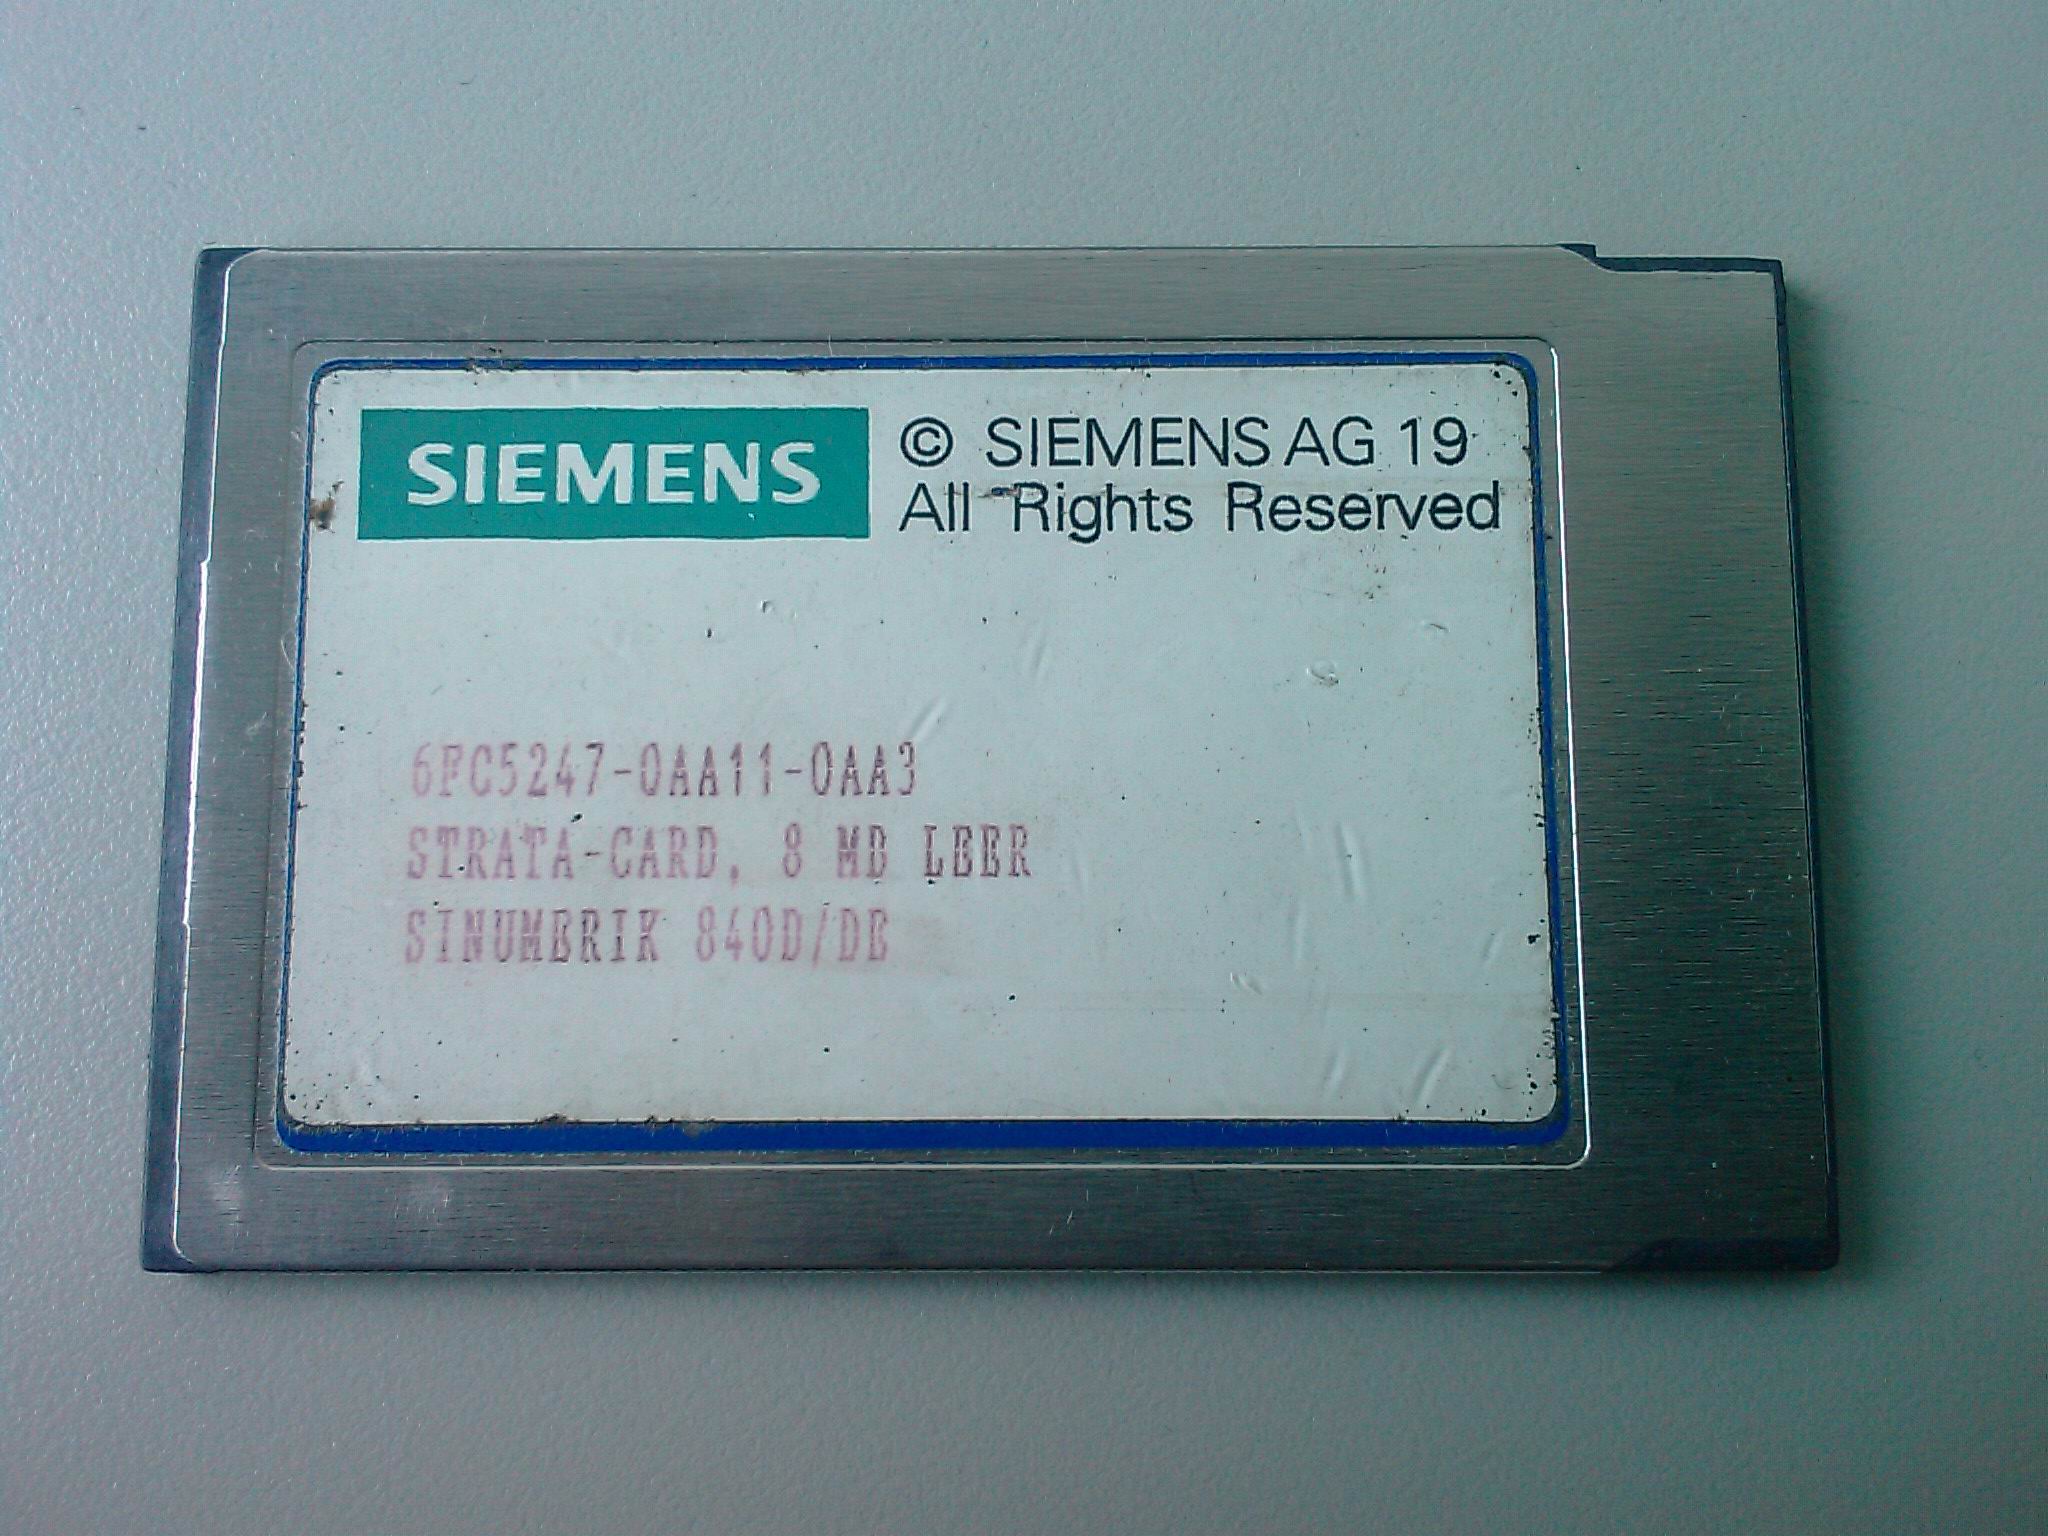 SIEMENS
© SIEMENS AG 19
All Rights Reserved
6FC5247-0AA11-0AA3
STRATA-CARD, 8 MB LEER
SINUMERIK 840D/DE